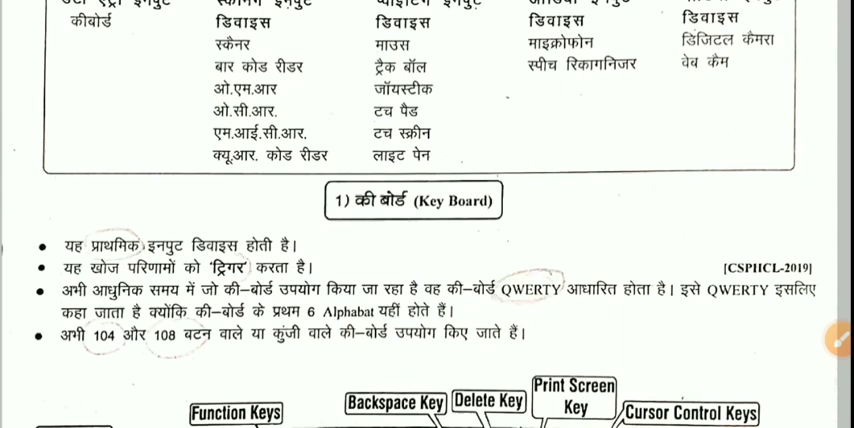 डिवाइस डिवाइस डिवाइस डिवाइस
कीबोर्ड
स्कैनर माउस माइक्रोफोन डिजिटल कैमरा
बार कोड रीडर ट्रैक बॉल स्पीच रिकागनिजर वेब कैम
ओ.एम.आर जॉयस्टीक
ओ.सी.आर. टच पैड
एम.आई.सी.आर. टच स्क्रीन
क्यू.आर. कोड रीडर लाइट पेन
1) की बोर्ड (Key Board)
• यह प्राथमिक इनपुट डिवाइस होती है।
• यह खोज परिणामों को 'ट्रिगर' करता है। [CSPHCL-2019]
• अभी आधुनिक समय में जो की–बोर्ड उपयोग किया जा रहा है वह की–बोर्ड QWERTY आधारित होता है। इसे QWERTY इसलिए
कहा जाता है क्योंकि की–बोर्ड के प्रथम 6 Alphabat यहीं होते हैं।
• अभी 104 और 108 बटन वाले या कुंजी वाले की–बोर्ड उपयोग किए जाते हैं।
Print Screen
Key
Function Keys Backspace Key Delete Key Cursor Control Keys